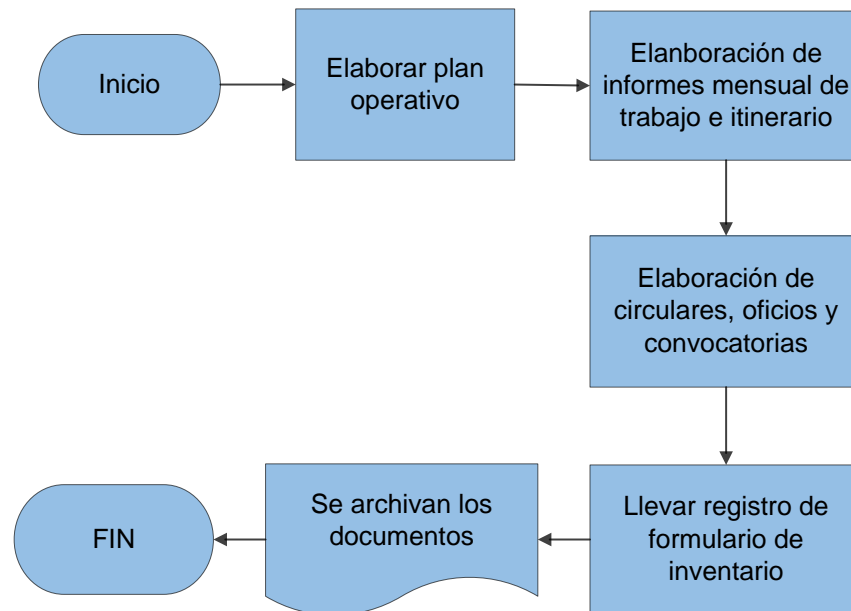 Inicio
Elaborar plan
operativo
Elanboración de
informes mensual de
trabajo e itinerario
Elaboración de
circulares, oficios y
convocatorias
Llevar registro de
formulario de
inventario
Se archivan los
documentos
FIN